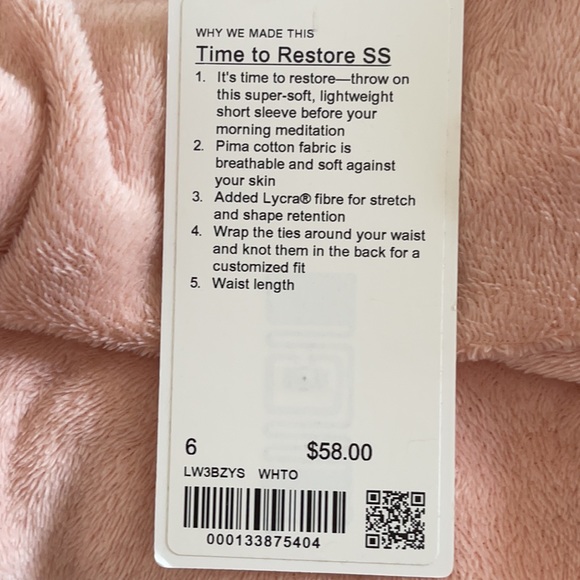 WHY WE MADE THIS
Time to Restore SS
1. It's time to restore—throw on
this super-soft, lightweight
short sleeve before your
morning meditation
2. Pima cotton fabric is
breathable and soft against
your skin
3. Added Lycra® fibre for stretch
and shape retention
4. Wrap the ties around your waist
and knot them in the back for a
customized fit
5. Waist length
6 $58.00
LW3BZYS WHTO
000133875404